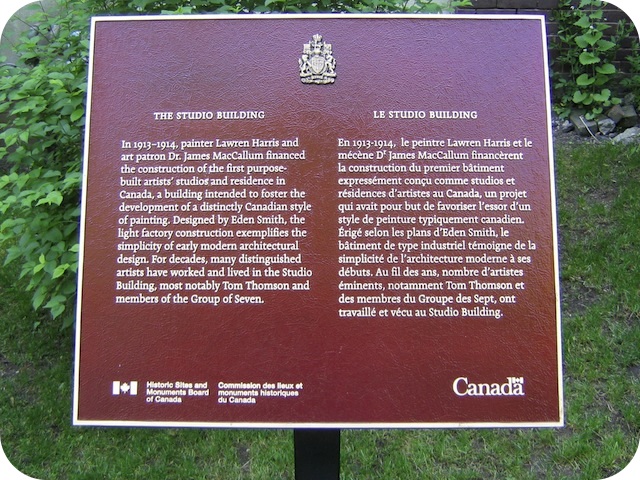 THE STUDIO BUILDING
In 1913–1914, painter Lawren Harris and
art patron Dr. James MacCallum financed
the construction of the first purpose-
built artists' studios and residence in
Canada, a building intended to foster the
development of a distinctly Canadian style
of painting. Designed by Eden Smith, the
light factory construction exemplifies the
simplicity of early modern architectural
design. For decades, many distinguished
artists have worked and lived in the Studio
Building, most notably Tom Thomson and
members of the Group of Seven.
LE STUDIO BUILDING
En 1913-1914, le peintre Lawren Harris et le
mécène Dr James MacCallum financèrent
la construction du premier bâtiment
expressément conçu comme studios et
résidences d'artistes au Canada, un projet
qui avait pour but de favoriser l'essor d'un
style de peinture typiquement canadien.
Érigé selon les plans d'Eden Smith, le
bâtiment de type industriel témoigne de la
simplicité de l'architecture moderne à ses
débuts. Au fil des ans, nombre d'artistes
éminents, notamment Tom Thomson et
des membres du Groupe des Sept, ont
travaillé et vécu au Studio Building.
Historic Sites and
Monuments Board
of Canada
Commission des lieux et
monuments historiques
du Canada
Canada